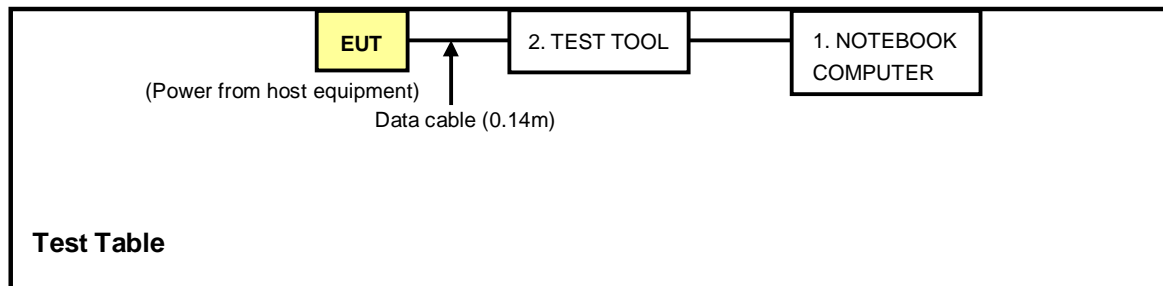 EUT
2. TEST TOOL
1. NOTEBOOK
COMPUTER
(Power from host equipment)
Data cable (0.14m)
Test Table